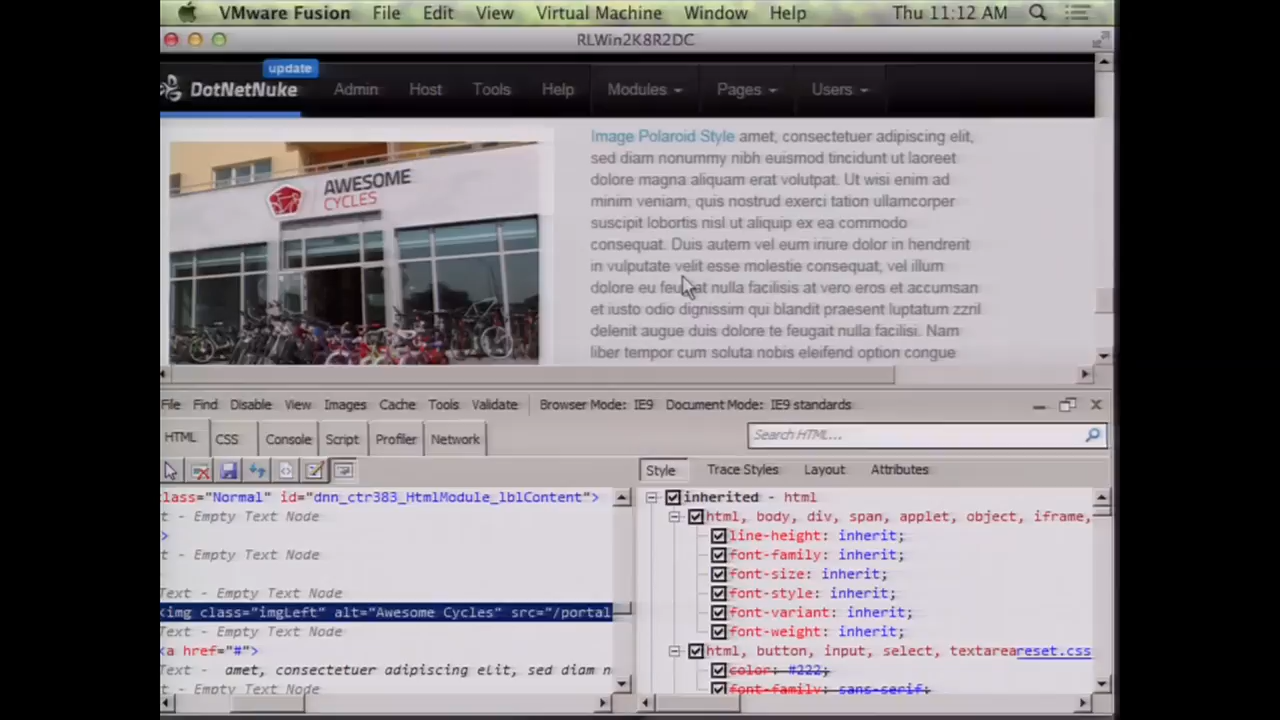 VMware Fusion File Edit View Virtual Machine Window Help Thu 11:12 AM
RLWin2K8R2DC
update
DotNetNuke Admin Host Tools Help Modules Pages Users
AWESOME
CYCLES
Image Polaroid Style amet, consectetuer adipiscing elit,
sed diam nonummy nibh euismod tincidunt ut laoreet
dolore magna aliquam erat volutpat. Ut wisi enim ad
minim veniam, quis nostrud exerci tation ullamcorper
suscipit lobortis nisl ut aliquip ex ea commodo
consequat. Duis autem vel eum iriure dolor in hendrerit
in vulputate velit esse molestie consequat, vel illum
dolore eu feugiat nulla facilisis at vero eros et accumsan
et iusto odio dignissim qui blandit praesent luptatum zzril
delenit augue duis dolore te feugait nulla facilisi. Nam
liber tempor cum soluta nobis eleifend option congue
File Find Disable View Images Cache Tools Validate Browser Mode: IE9 Document Mode: IE9 standards
HTML CSS Console Script Profiler Network Search HTML...
Style Trace Styles Layout Attributes
lass="Normal" id="dnn_ctr383_HtmlModule_lblContent">
t - Empty Text Node
>
t - Empty Text Node
Text - Empty Text Node
<img class="imgLeft" alt="Awesome Cycles" src="/portal
Text - Empty Text Node
<a href="#">
Text - amet, consectetuer adipiscing elit, sed diam n
Text - Empty Text Node
inherited - html
html, body, div, span, applet, object, iframe,
line-height: inherit;
font-family: inherit;
font-size: inherit;
font-style: inherit;
font-variant: inherit;
font-weight: inherit;
html, button, input, select, textarea reset.css
color: #222;
font-family: sans-serif;